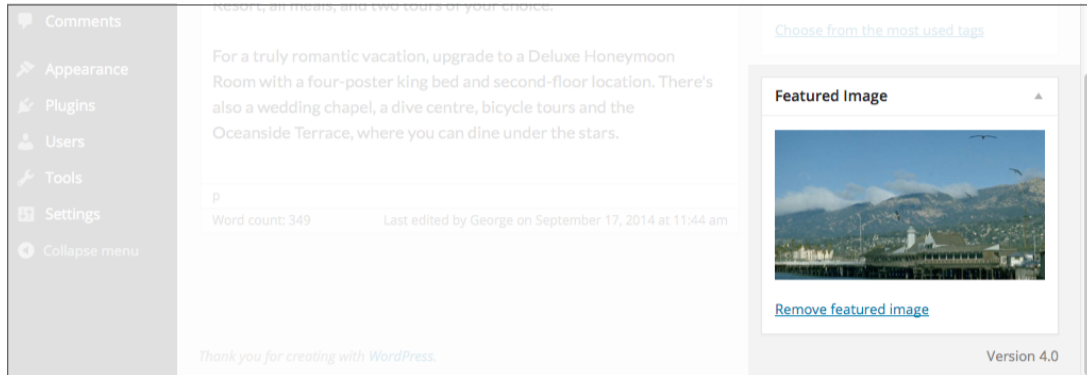 Comments
Appearance
Plugins
Users
Tools
Settings
Collapse menu
Resort, all meals, and two tours of your choice.
For a truly romantic vacation, upgrade to a Deluxe Honeymoon
Room with a four-poster king bed and second-floor location. There's
also a wedding chapel, a dive centre, bicycle tours and the
Oceanside Terrace, where you can dine under the stars.
p
Word count: 349 Last edited by George on September 17, 2014 at 11:44 am
Thank you for creating with WordPress.
Choose from the most used tags
Featured Image
Remove featured image
Version 4.0